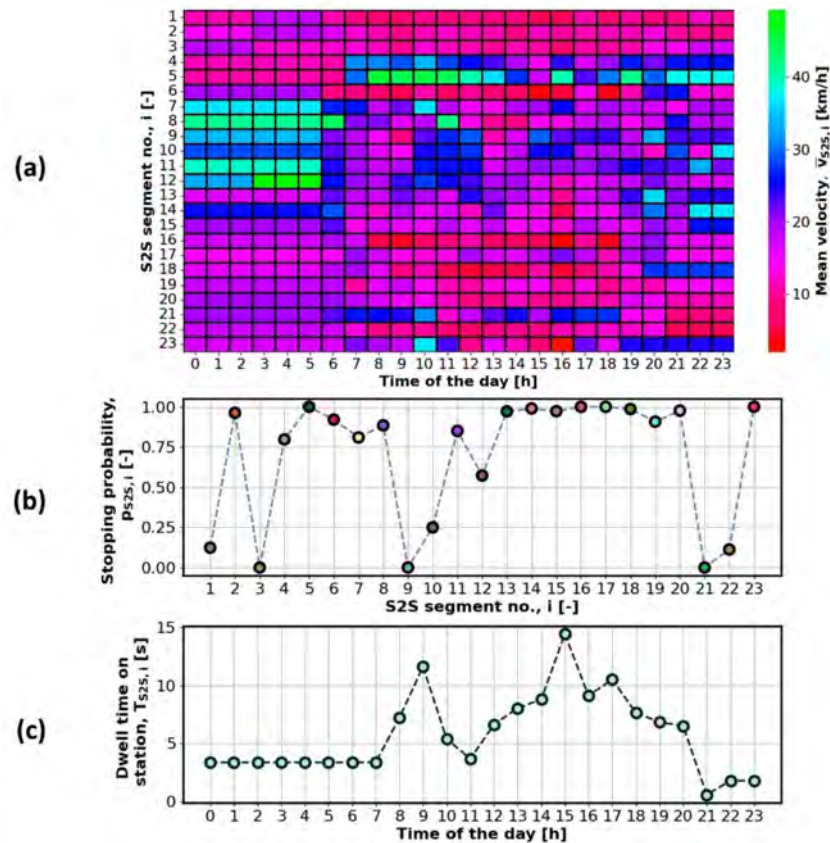 (a)
S2S segment no., i [-]
1
2
3
4
5
6
7
8
9
10
11
12
13
14
15
16
17
18
19
20
21
22
23
0 1 2 3 4 5 6 7 8 9 10 11 12 13 14 15 16 17 18 19 20 21 22 23
Time of the day [h]
40
30
20
10
Mean velocity, v̄S2S,i [km/h]
(b)
Stopping probability,
pS2S,i [-]
1.00
0.75
0.50
0.25
0.00
1 2 3 4 5 6 7 8 9 10 11 12 13 14 15 16 17 18 19 20 21 22 23
S2S segment no., i [-]
(c)
Dwell time on
station, TS2S,i [s]
15
10
5
0
0 1 2 3 4 5 6 7 8 9 10 11 12 13 14 15 16 17 18 19 20 21 22 23
Time of the day [h]